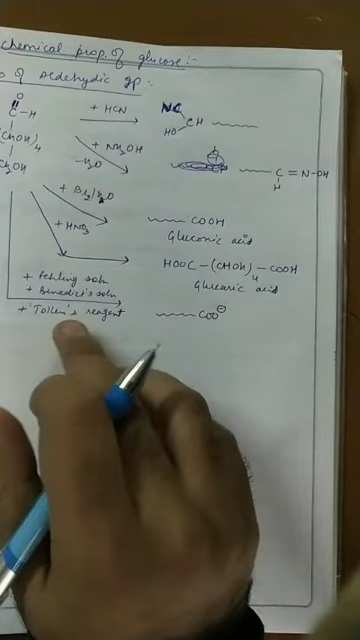 chemical prop. of glucose :-
of aldehydic gp :-
O
C-H
+ HCN
NC
CH
HO
(CHOH)4
+ NH2OH
-H2O
C = N-OH
H
CH2OH
+ Br2/H2O
COOH
Gluconic acid
+ HNO3
HOOC - (CHOH)4 - COOH
Glucaric acid
+ Fehling soln
+ Benedict's soln
+ Tollen's reagent
COO⊖